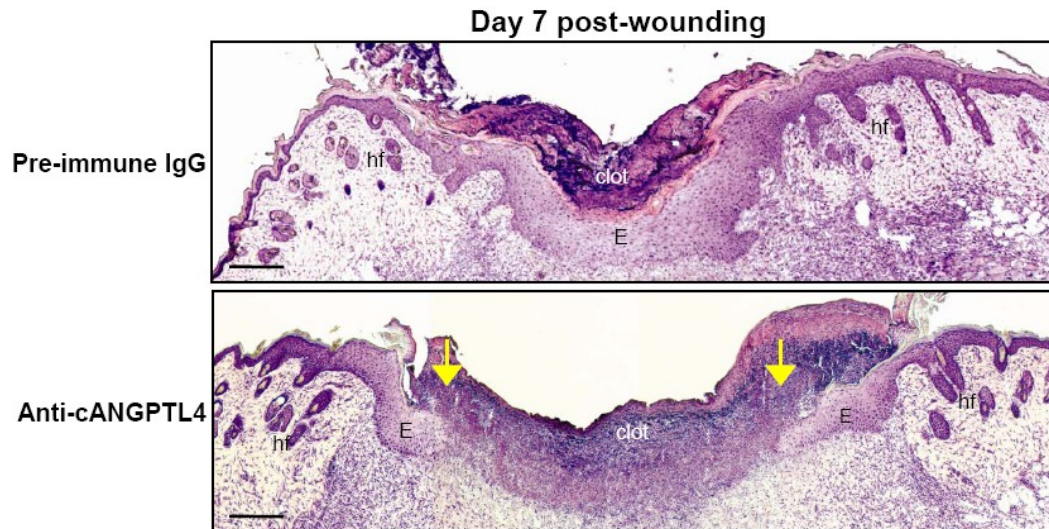 Day 7 post-wounding
Pre-immune IgG
hf
hf
clot
E
Anti-cANGPTL4
E
clot
E
hf
hf